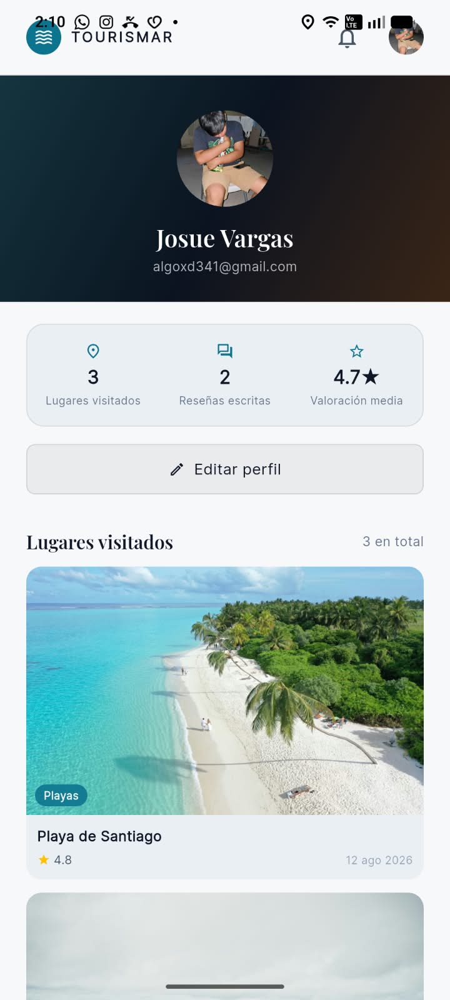 2:10
Vo
LTE
TOURISMAR
Josue Vargas
algoxd341@gmail.com
3 2 4.7★
Lugares visitados Reseñas escritas Valoración media
Editar perfil
Lugares visitados 3 en total
Playas
Playa de Santiago
4.8 12 ago 2026